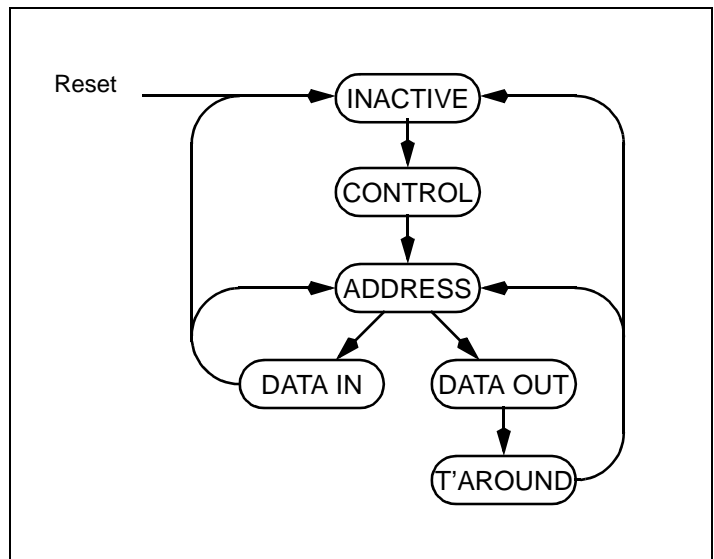 Reset
INACTIVE
CONTROL
ADDRESS
DATA IN
DATA OUT
T'AROUND